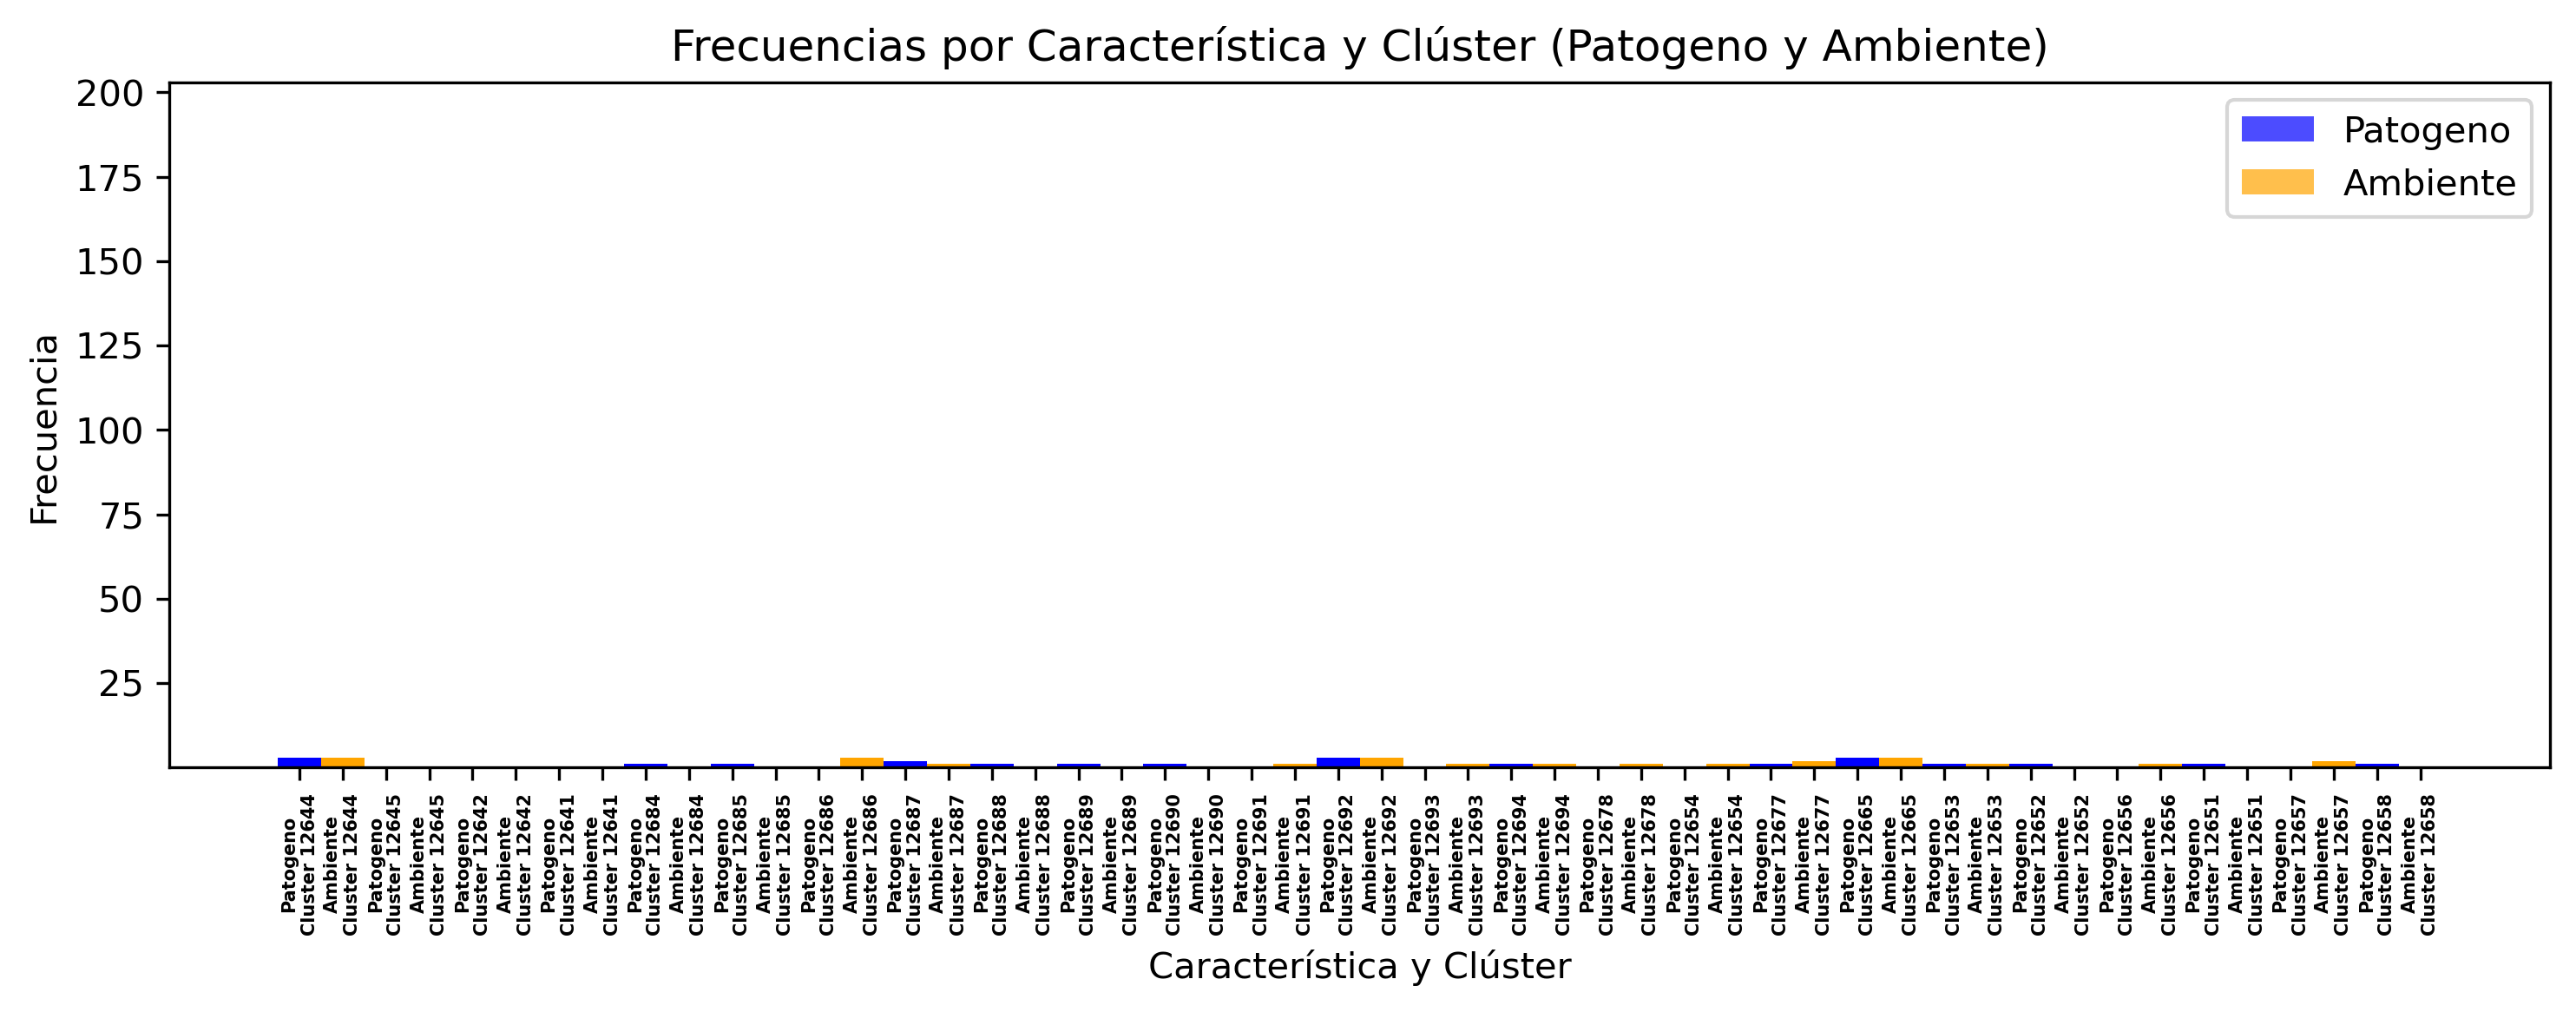 Frecuencias por Característica y Clúster (Patogeno y Ambiente)
Patogeno
Ambiente
200
175
150
125
100
75
50
25
Frecuencia
Patogeno
Cluster 12644
Ambiente
Cluster 12644
Patogeno
Cluster 12645
Ambiente
Cluster 12645
Patogeno
Cluster 12642
Ambiente
Cluster 12642
Patogeno
Cluster 12641
Ambiente
Cluster 12641
Patogeno
Cluster 12684
Ambiente
Cluster 12684
Patogeno
Cluster 12685
Ambiente
Cluster 12685
Patogeno
Cluster 12686
Ambiente
Cluster 12686
Patogeno
Cluster 12687
Ambiente
Cluster 12687
Patogeno
Cluster 12688
Ambiente
Cluster 12688
Patogeno
Cluster 12689
Ambiente
Cluster 12689
Patogeno
Cluster 12690
Ambiente
Cluster 12690
Patogeno
Cluster 12691
Ambiente
Cluster 12691
Patogeno
Cluster 12692
Ambiente
Cluster 12692
Patogeno
Cluster 12693
Ambiente
Cluster 12693
Patogeno
Cluster 12694
Ambiente
Cluster 12694
Patogeno
Cluster 12678
Ambiente
Cluster 12678
Patogeno
Cluster 12654
Ambiente
Cluster 12654
Patogeno
Cluster 12677
Ambiente
Cluster 12677
Patogeno
Cluster 12665
Ambiente
Cluster 12665
Patogeno
Cluster 12653
Ambiente
Cluster 12653
Patogeno
Cluster 12652
Ambiente
Cluster 12652
Patogeno
Cluster 12656
Ambiente
Cluster 12656
Patogeno
Cluster 12651
Ambiente
Cluster 12651
Patogeno
Cluster 12657
Ambiente
Cluster 12657
Patogeno
Cluster 12658
Ambiente
Cluster 12658
Característica y Clúster